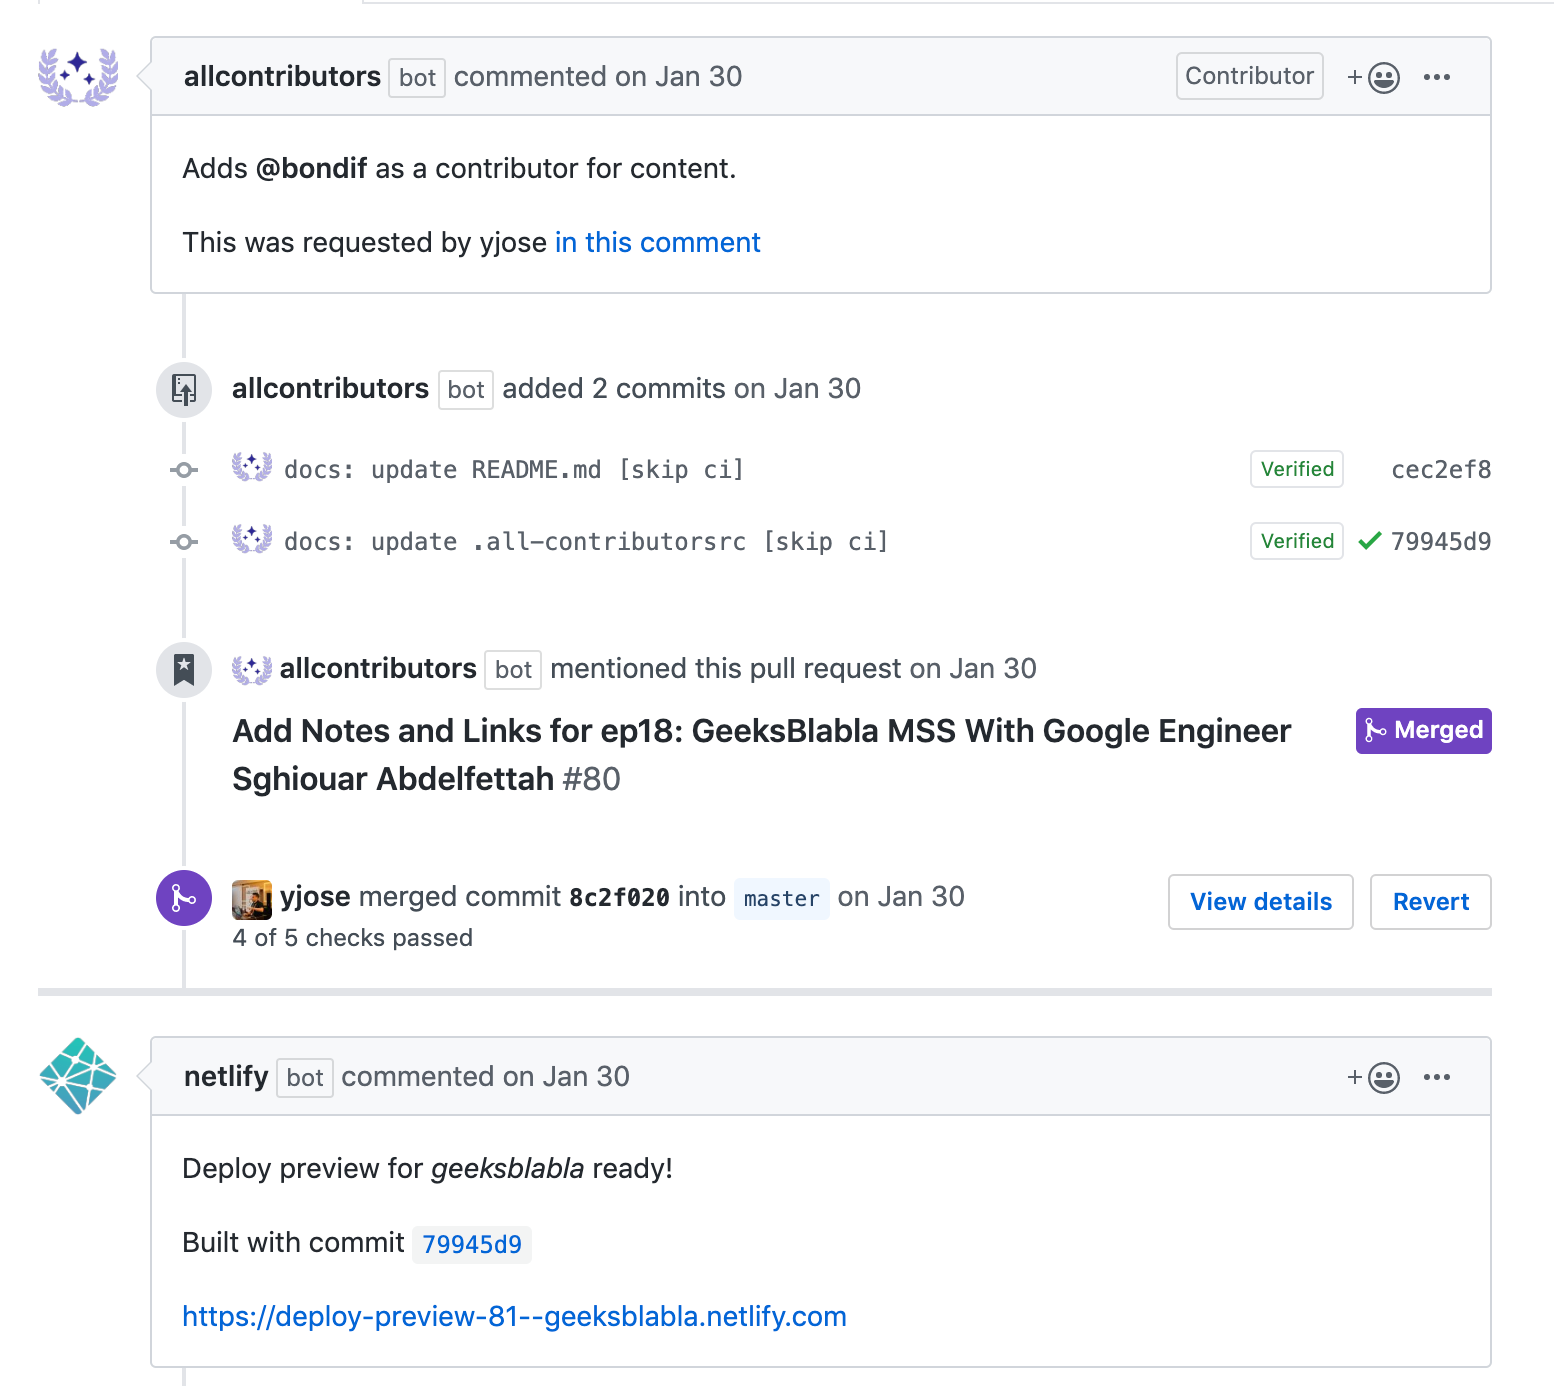 allcontributors bot commented on Jan 30 Contributor
Adds @bondif as a contributor for content.
This was requested by yjose in this comment
allcontributors bot added 2 commits on Jan 30
docs: update README.md [skip ci] Verified cec2ef8
docs: update .all-contributorsrc [skip ci] Verified 79945d9
allcontributors bot mentioned this pull request on Jan 30
Add Notes and Links for ep18: GeeksBlabla MSS With Google Engineer Merged
Sghiouar Abdelfettah #80
yjose merged commit 8c2f020 into master on Jan 30 View details Revert
4 of 5 checks passed
netlify bot commented on Jan 30
Deploy preview for geeksblabla ready!
Built with commit 79945d9
https://deploy-preview-81--geeksblabla.netlify.com